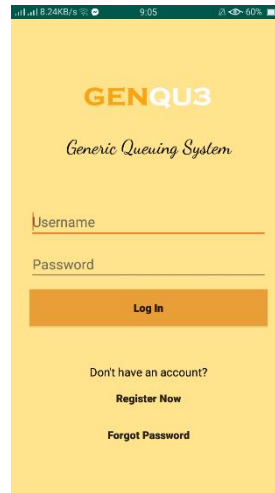 8.24KB/s 9:05 60%
GENQU3
Generic Queuing System
Username
Password
Log In
Don't have an account?
Register Now
Forgot Password